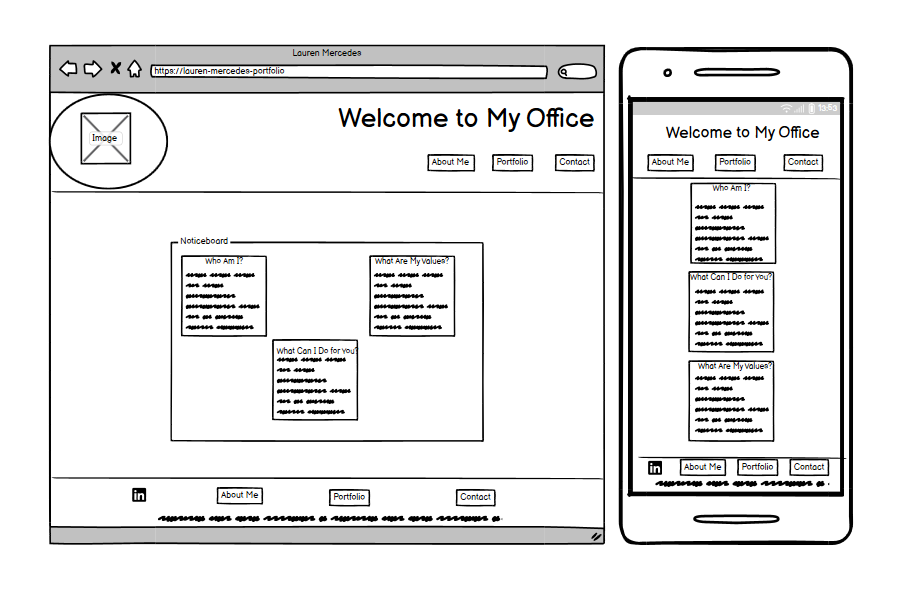 Lauren Mercedes
https://lauren-mercedes-portfolio
Image
Welcome to My Office
About Me Portfolio Contact
Noticeboard
Who Am I?
What Are My Values?
What Can I Do for You?
in
About Me Portfolio Contact
13:53
Welcome to My Office
About Me Portfolio Contact
Who Am I?
What Can I Do for You?
What Are My Values?
in
About Me Portfolio Contact